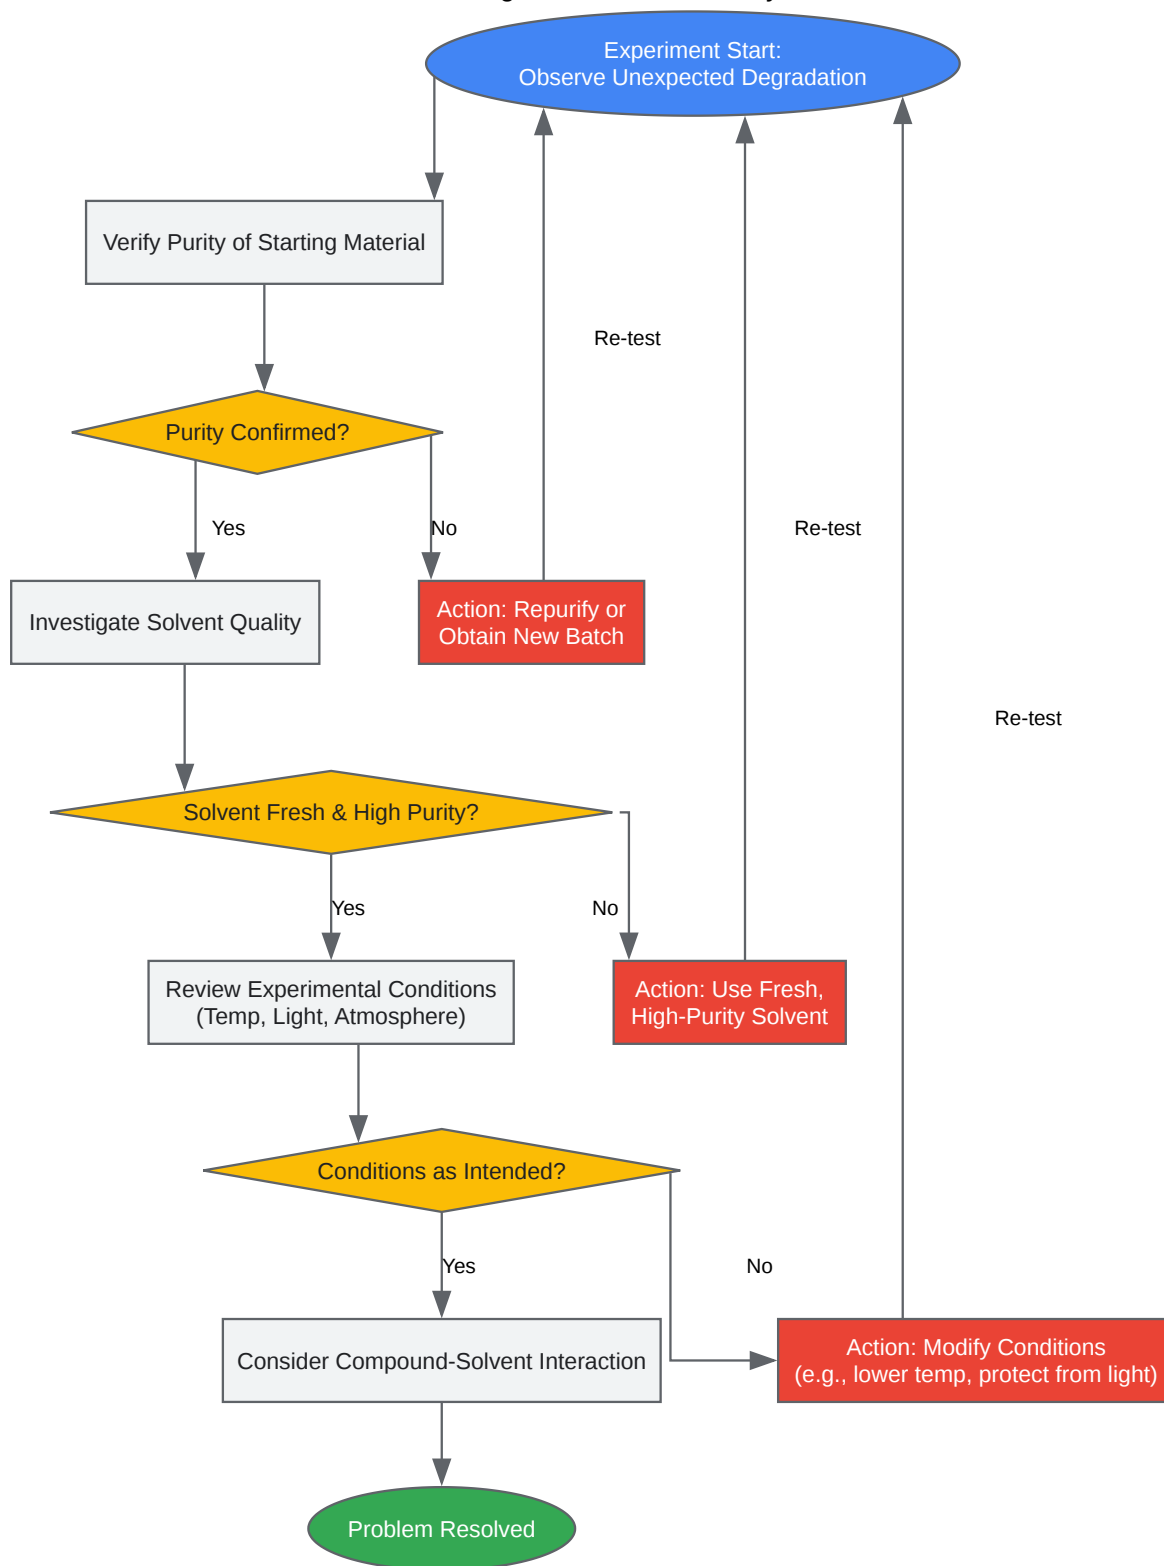 Experiment Start:
Observe Unexpected Degradation
Verify Purity of Starting Material
Re-test
Purity Confirmed?
Yes
No
Re-test
Investigate Solvent Quality
Action: Repurify or
Obtain New Batch
Re-test
Solvent Fresh & High Purity?
Yes
No
Review Experimental Conditions
(Temp, Light, Atmosphere)
Action: Use Fresh,
High-Purity Solvent
Conditions as Intended?
Yes
No
Consider Compound-Solvent Interaction
Action: Modify Conditions
(e.g., lower temp, protect from light)
Problem Resolved